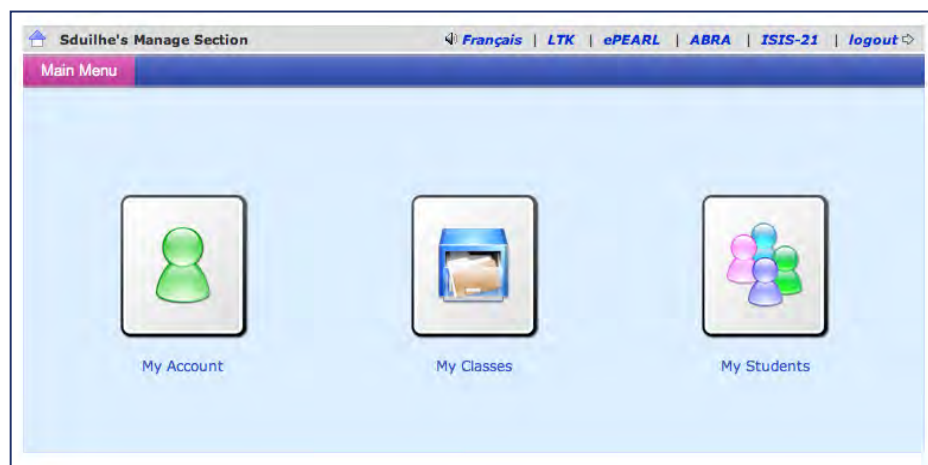 Sduilhe's Manage Section Français | LTK | ePEARL | ABRA | ISIS-21 | logout
Main Menu
My Account My Classes My Students